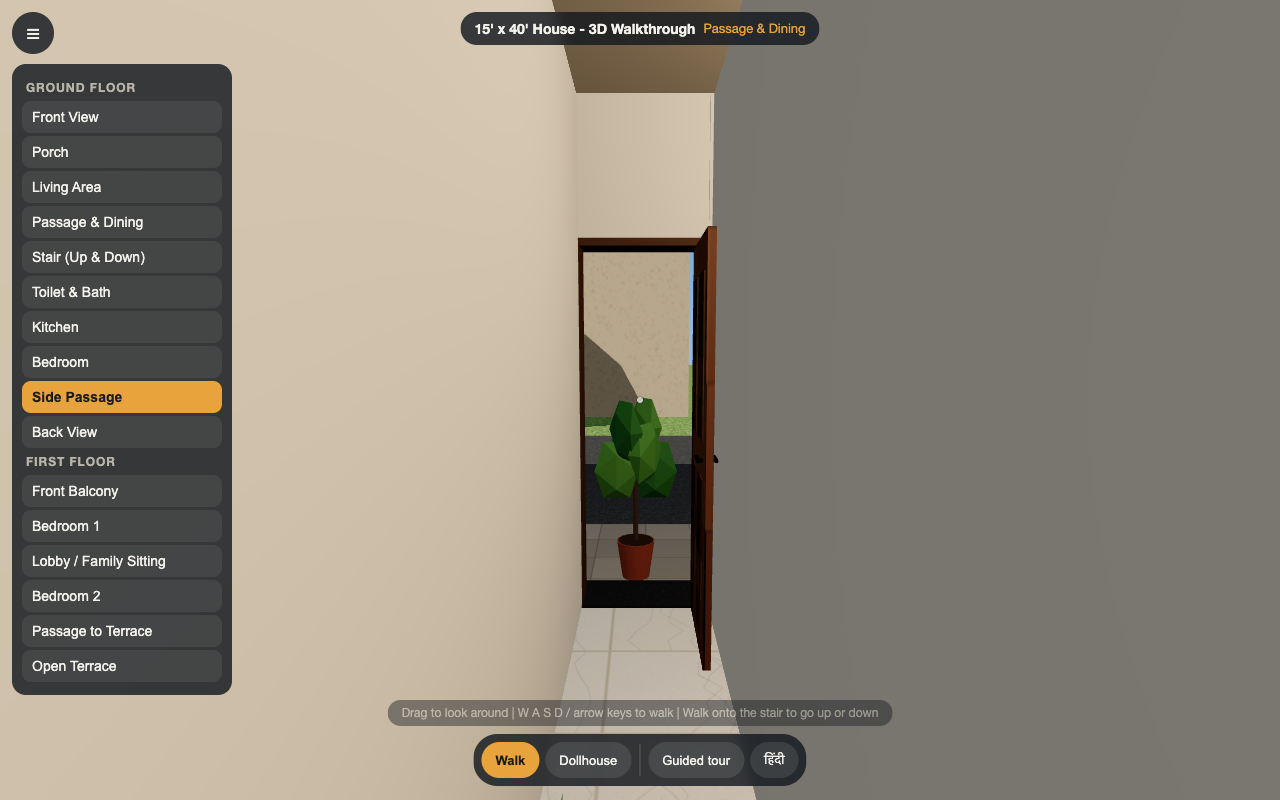 ≡
15' x 40' House - 3D Walkthrough Passage & Dining
GROUND FLOOR
Front View
Porch
Living Area
Passage & Dining
Stair (Up & Down)
Toilet & Bath
Kitchen
Bedroom
Side Passage
Back View
FIRST FLOOR
Front Balcony
Bedroom 1
Lobby / Family Sitting
Bedroom 2
Passage to Terrace
Open Terrace
Drag to look around | W A S D / arrow keys to walk | Walk onto the stair to go up or down
Walk Dollhouse Guided tour हिंदी